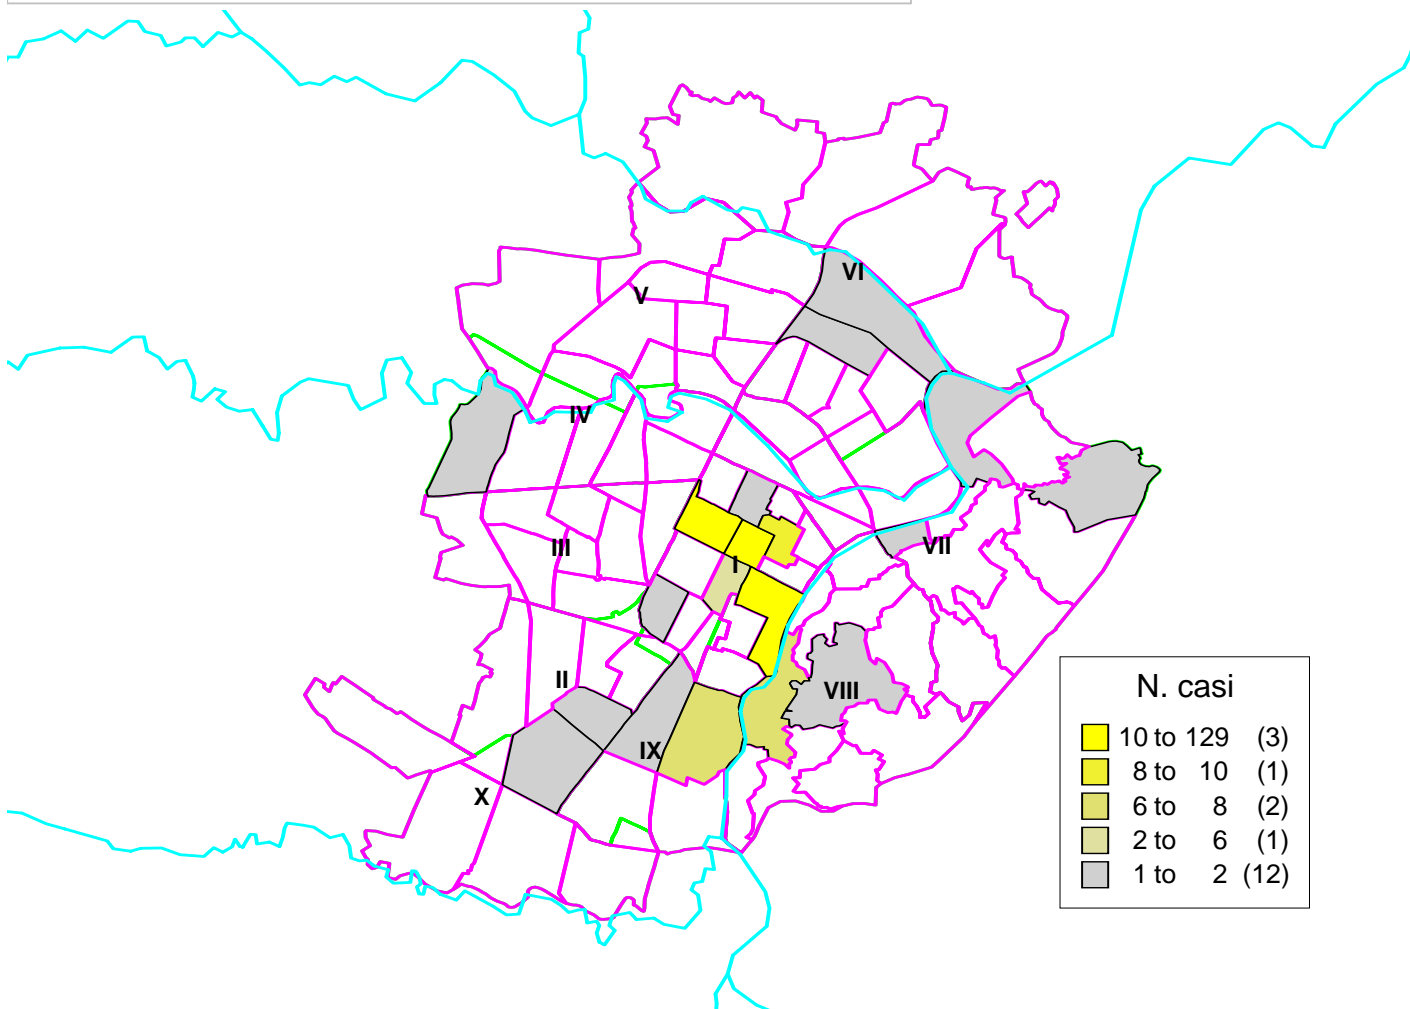 VI
V
IV
III
I
VII
II
VIII
IX
X
N. casi
10 to 129 (3)
8 to 10 (1)
6 to 8 (2)
2 to 6 (1)
1 to 2 (12)